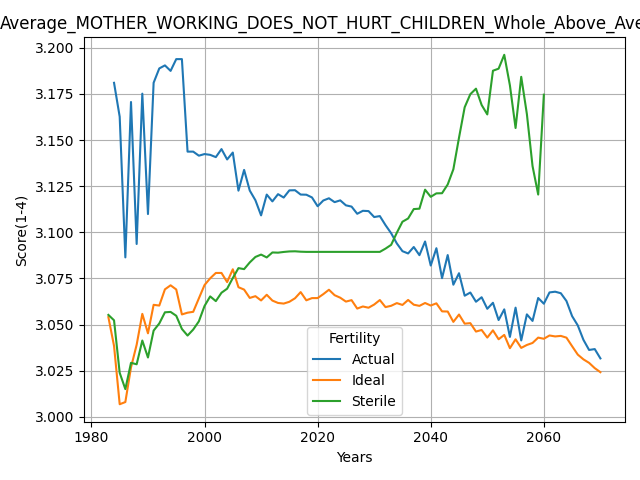 Average_MOTHER_WORKING_DOES_NOT_HURT_CHILDREN_Whole_Above_Ave
3.200
3.175
3.150
3.125
3.100
3.075
3.050
3.025
3.000
Score(1-4)
Fertility
Actual
Ideal
Sterile
1980 2000 2020 2040 2060
Years